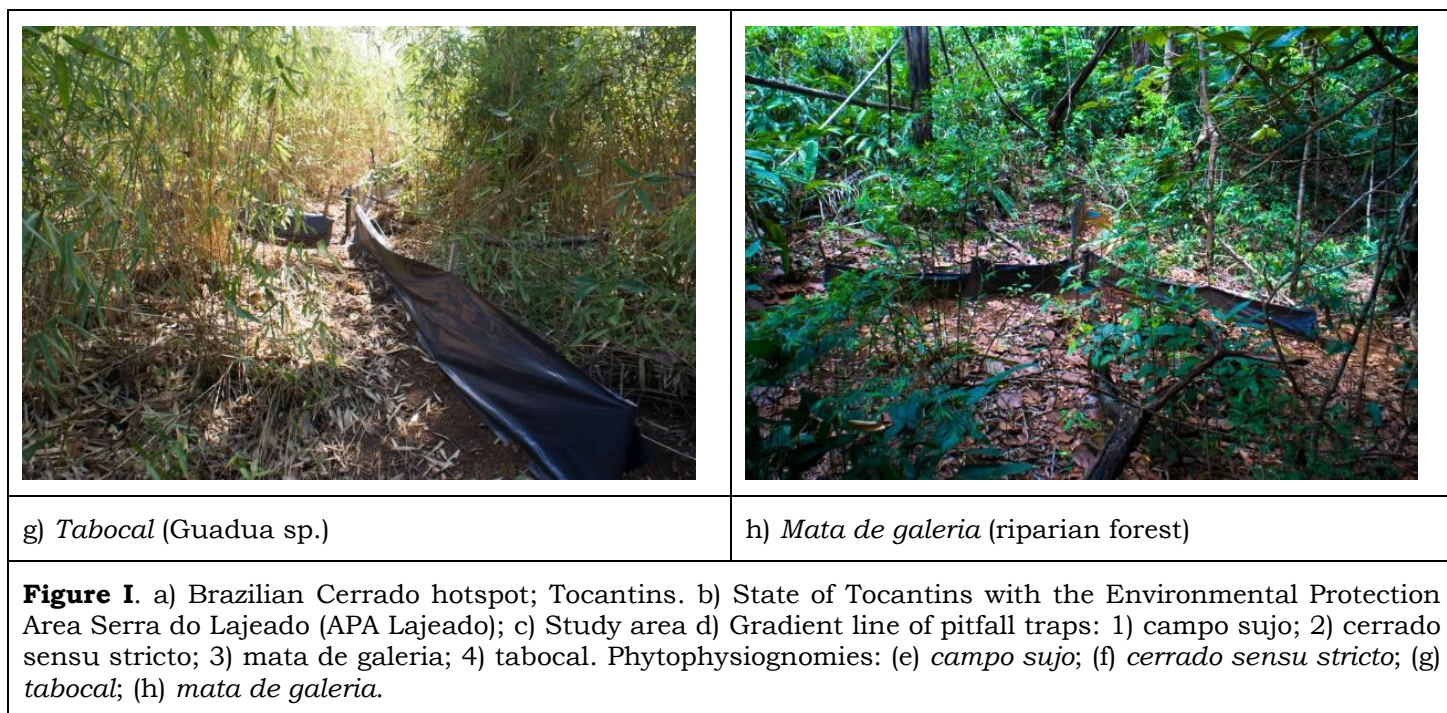 g) Tabocal (Guadua sp.)
h) Mata de galeria (riparian forest)
Figure I. a) Brazilian Cerrado hotspot; Tocantins. b) State of Tocantins with the Environmental Protection
Area Serra do Lajeado (APA Lajeado); c) Study area d) Gradient line of pitfall traps: 1) campo sujo; 2) cerrado
sensu stricto; 3) mata de galeria; 4) tabocal. Phytophysiognomies: (e) campo sujo; (f) cerrado sensu stricto; (g)
tabocal; (h) mata de galeria.